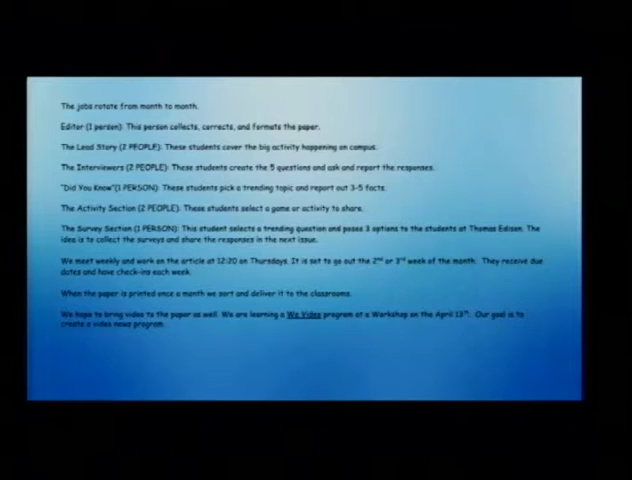 The jobs rotate from month to month.
Editor (1 person): This person collects, corrects, and formats the paper.
The Lead Story (2 PEOPLE): These students cover the big activity happening on campus.
The Interviewers (2 PEOPLE): These students create the 5 questions and ask and report the responses.
"Did You Know"(1 PERSON): These students pick a trending topic and report out 3-5 facts.
The Activity Section (2 PEOPLE): These students select a game or activity to share.
The Survey Section (1 PERSON): This student selects a trending question and poses 3 options to the students at Thomas Edison. The
idea is to collect the surveys and share the responses in the next issue.
We meet weekly and work on the article at 12:20 on Thursdays. It is set to go out the 2nd or 3rd week of the month. They receive due
dates and have check-ins each week.
When the paper is printed once a month we sort and deliver it to the classrooms.
We hope to bring video to the paper as well. We are learning a We Video program at a Workshop on the April 13th. Our goal is to
create a video news program.